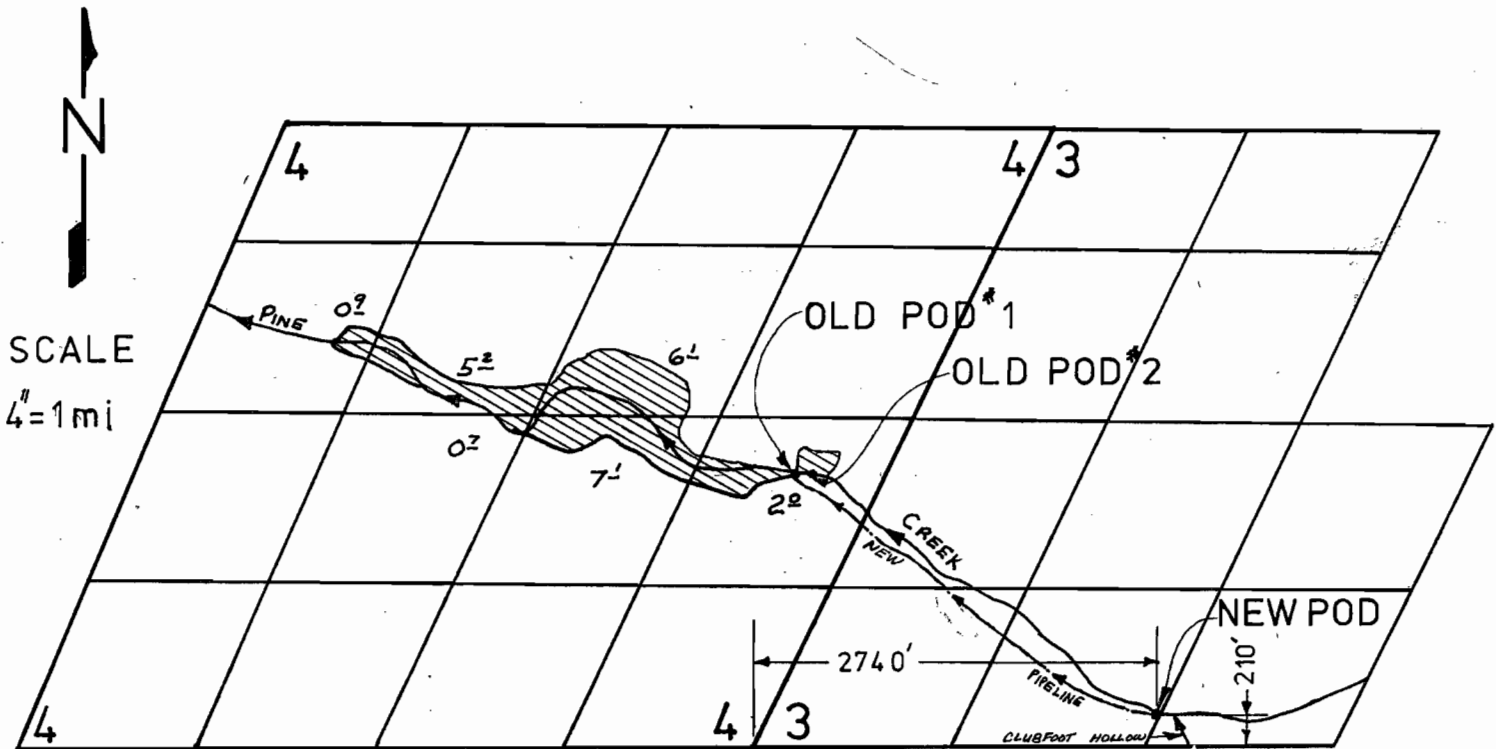 N
4
4
3
OLD POD #1
PINE
0 9
SCALE
5 2
6 1
OLD POD #2
4"=1mi
0 7
7 1
2 0
CREEK
NEW
NEW POD
2740'
210'
PIPELINE
4
4
3
CLUBFOOT HOLLOW